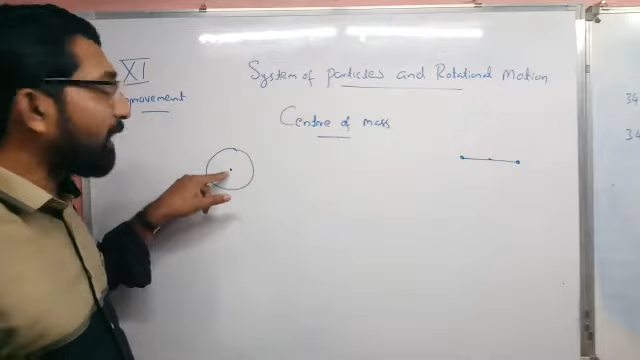 XI
System of particles and Rotational Motion
Improvement
Centre of mass
34
34